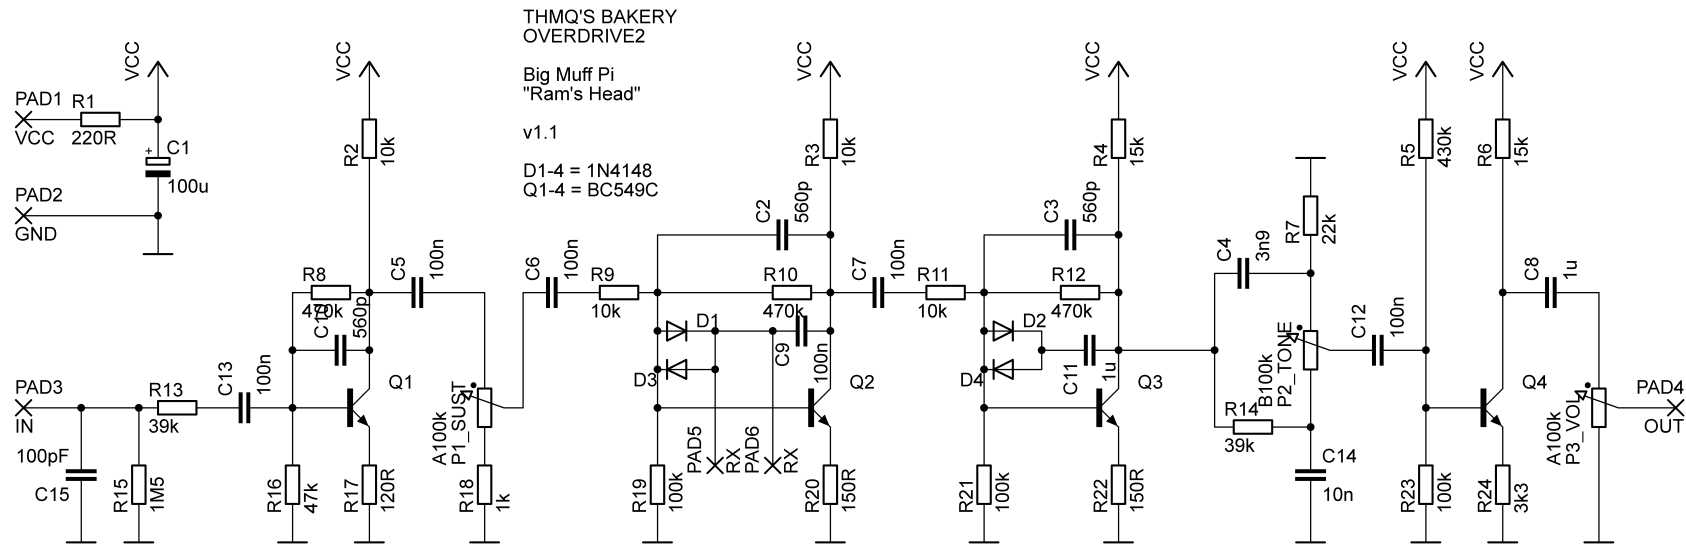 THMQ'S BAKERY
OVERDRIVE2
Big Muff Pi
"Ram's Head"
v1.1
D1-4 = 1N4148
Q1-4 = BC549C
PAD1
VCC
R1
220R
VCC
C1
+
100u
PAD2
GND
VCC
R2
10k
R8
470k
C10
560p
C5
100n
PAD3
IN
100pF
C15
R15
1M5
R13
39k
C13
100n
R16
47k
Q1
R17
120R
A100k
P1_SUST
R18
1k
C6
100n
R9
10k
VCC
R3
10k
C2
560p
R10
470k
D1
D3
C9
100n
Q2
PAD5
RX
PAD6
RX
R19
100k
R20
150R
C7
100n
R11
10k
VCC
R4
15k
C3
560p
R12
470k
D2
D4
C11
1u
Q3
R21
100k
R22
150R
C4
3n9
R7
22k
B100k
P2_TONE
R14
39k
C14
10n
C12
100n
VCC
R5
430k
VCC
R6
15k
C8
1u
Q4
R23
100k
R24
3k3
A100k
P3_VOL
PAD4
OUT